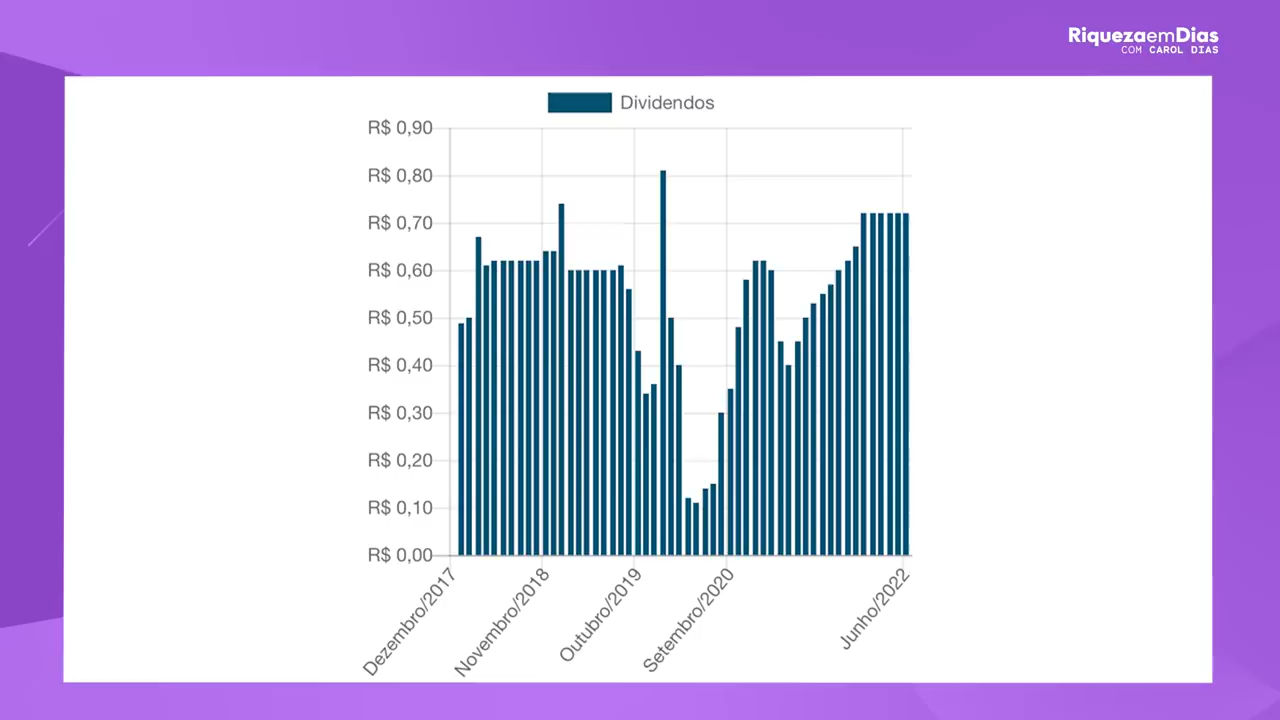 RiquezaemDias
COM CAROL DIAS
Dividendos
R$ 0,90
R$ 0,80
R$ 0,70
R$ 0,60
R$ 0,50
R$ 0,40
R$ 0,30
R$ 0,20
R$ 0,10
R$ 0,00
Dezembro/2017
Novembro/2018
Outubro/2019
Setembro/2020
Junho/2022